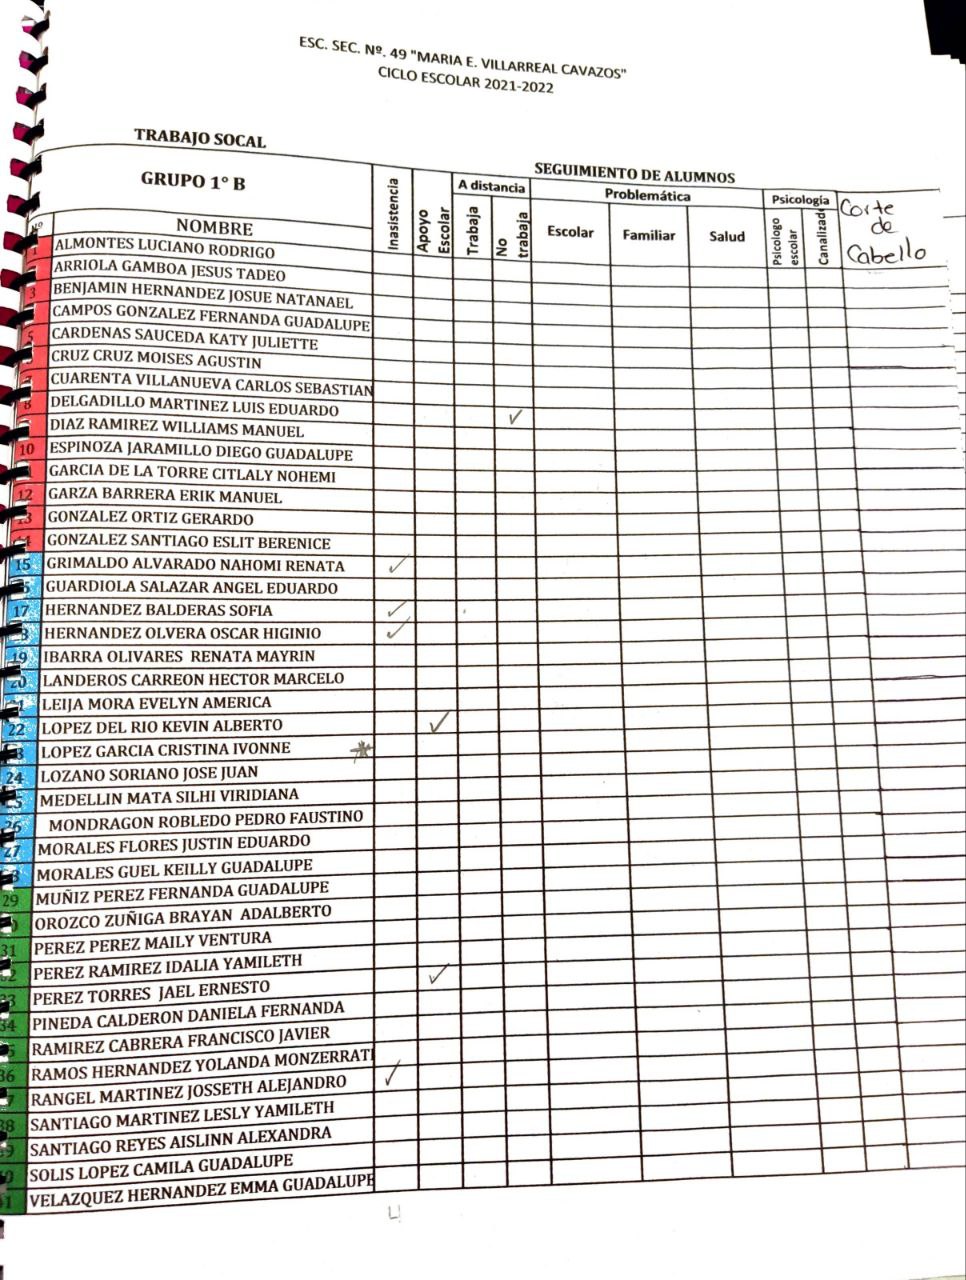 ESC. SEC. Nº. 49 "MARIA E. VILLARREAL CAVAZOS"
CICLO ESCOLAR 2021-2022
TRABAJO SOCAL
SEGUIMIENTO DE ALUMNOS
GRUPO 1° B
Inasistencia
Apoyo Escolar
A distancia
Trabaja
No trabaja
Problemática
Escolar
Familiar
Salud
Psicología
Psicologo escolar
Canalizad
Corte
de
Cabello
Nº NOMBRE
1 ALMONTES LUCIANO RODRIGO
ARRIOLA GAMBOA JESUS TADEO
3 BENJAMIN HERNANDEZ JOSUE NATANAEL
CAMPOS GONZALEZ FERNANDA GUADALUPE
5 CARDENAS SAUCEDA KATY JULIETTE
CRUZ CRUZ MOISES AGUSTIN
7 CUARENTA VILLANUEVA CARLOS SEBASTIAN
8 DELGADILLO MARTINEZ LUIS EDUARDO ✓
DIAZ RAMIREZ WILLIAMS MANUEL
10 ESPINOZA JARAMILLO DIEGO GUADALUPE
GARCIA DE LA TORRE CITLALY NOHEMI
12 GARZA BARRERA ERIK MANUEL
13 GONZALEZ ORTIZ GERARDO
GONZALEZ SANTIAGO ESLIT BERENICE
15 GRIMALDO ALVARADO NAHOMI RENATA ✓
GUARDIOLA SALAZAR ANGEL EDUARDO
17 HERNANDEZ BALDERAS SOFIA ✓
HERNANDEZ OLVERA OSCAR HIGINIO ✓
19 IBARRA OLIVARES RENATA MAYRIN
20 LANDEROS CARREON HECTOR MARCELO
LEIJA MORA EVELYN AMERICA
22 LOPEZ DEL RIO KEVIN ALBERTO ✓
LOPEZ GARCIA CRISTINA IVONNE *
24 LOZANO SORIANO JOSE JUAN
MEDELLIN MATA SILHI VIRIDIANA
26 MONDRAGON ROBLEDO PEDRO FAUSTINO
27 MORALES FLORES JUSTIN EDUARDO
MORALES GUEL KEILLY GUADALUPE
29 MUÑIZ PEREZ FERNANDA GUADALUPE
OROZCO ZUÑIGA BRAYAN ADALBERTO
31 PEREZ PEREZ MAILY VENTURA
PEREZ RAMIREZ IDALIA YAMILETH ✓
33 PEREZ TORRES JAEL ERNESTO
34 PINEDA CALDERON DANIELA FERNANDA
RAMIREZ CABRERA FRANCISCO JAVIER
36 RAMOS HERNANDEZ YOLANDA MONZERRATI
RANGEL MARTINEZ JOSSETH ALEJANDRO ✓
38 SANTIAGO MARTINEZ LESLY YAMILETH
SANTIAGO REYES AISLINN ALEXANDRA
SOLIS LOPEZ CAMILA GUADALUPE
VELAZQUEZ HERNANDEZ EMMA GUADALUPE
4